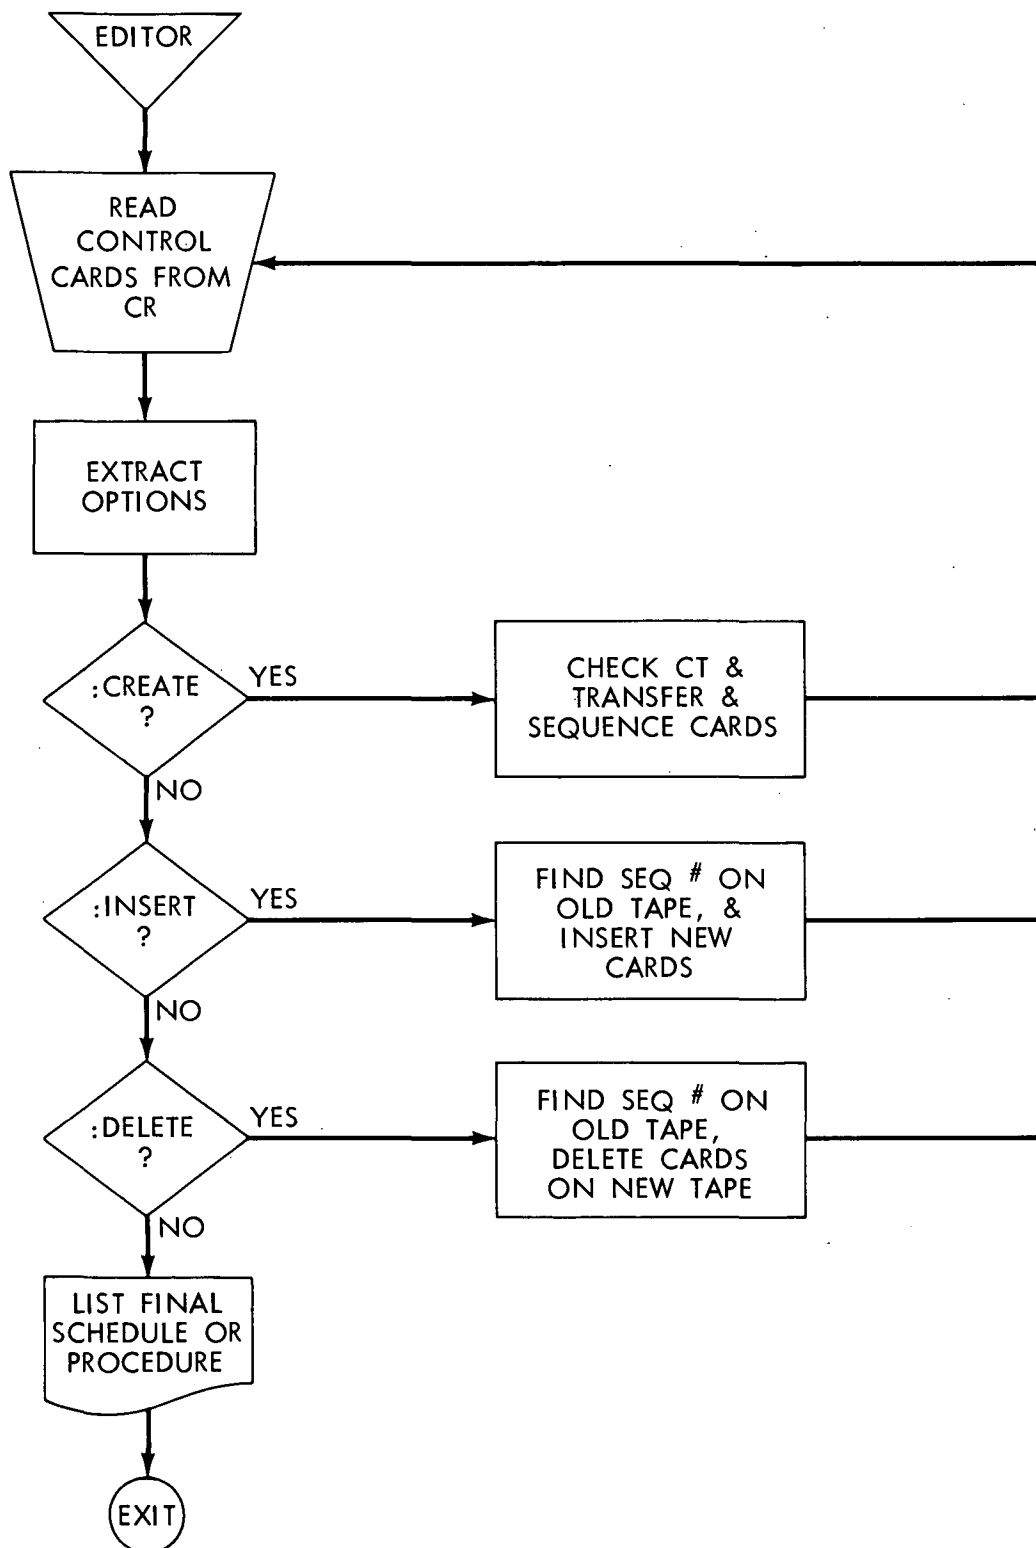 EDITOR
READ
CONTROL
CARDS FROM
CR
EXTRACT
OPTIONS
:CREATE
?
YES
CHECK CT &
TRANSFER &
SEQUENCE CARDS
NO
:INSERT
?
YES
FIND SEQ # ON
OLD TAPE, &
INSERT NEW
CARDS
NO
:DELETE
?
YES
FIND SEQ # ON
OLD TAPE,
DELETE CARDS
ON NEW TAPE
NO
LIST FINAL
SCHEDULE OR
PROCEDURE
EXIT